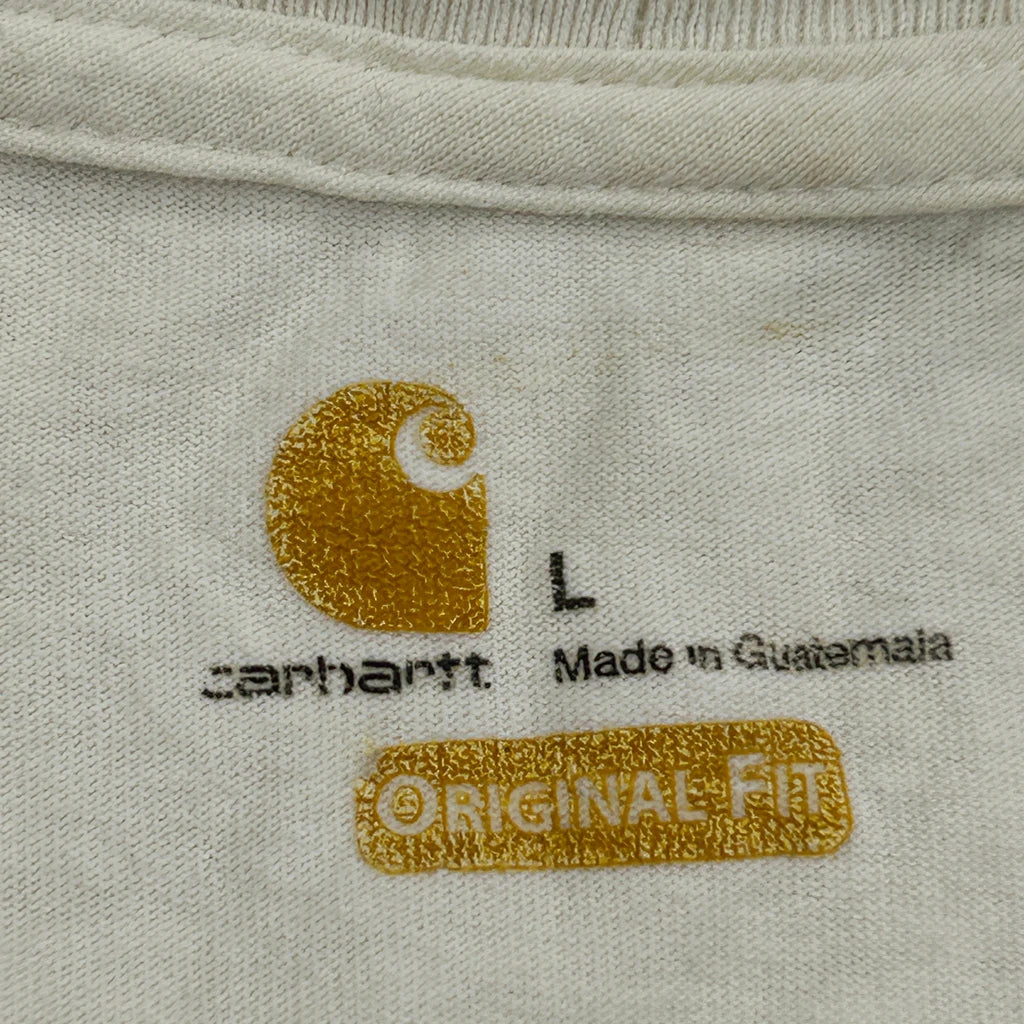 carhartt
L
Made in Guatemala
ORIGINAL FIT